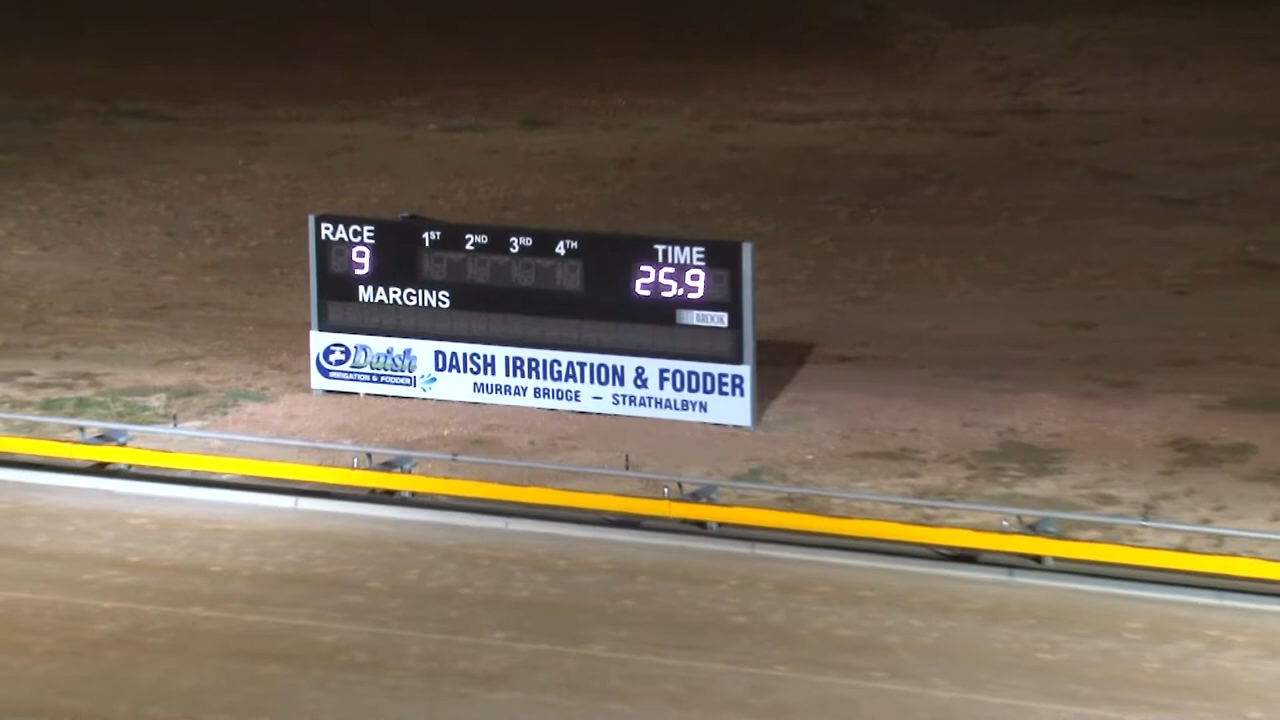 RACE 1ST 2ND 3RD 4TH TIME
9 25.9
MARGINS
BROOK
Daish
IRRIGATION & FODDER
DAISH IRRIGATION & FODDER
MURRAY BRIDGE – STRATHALBYN